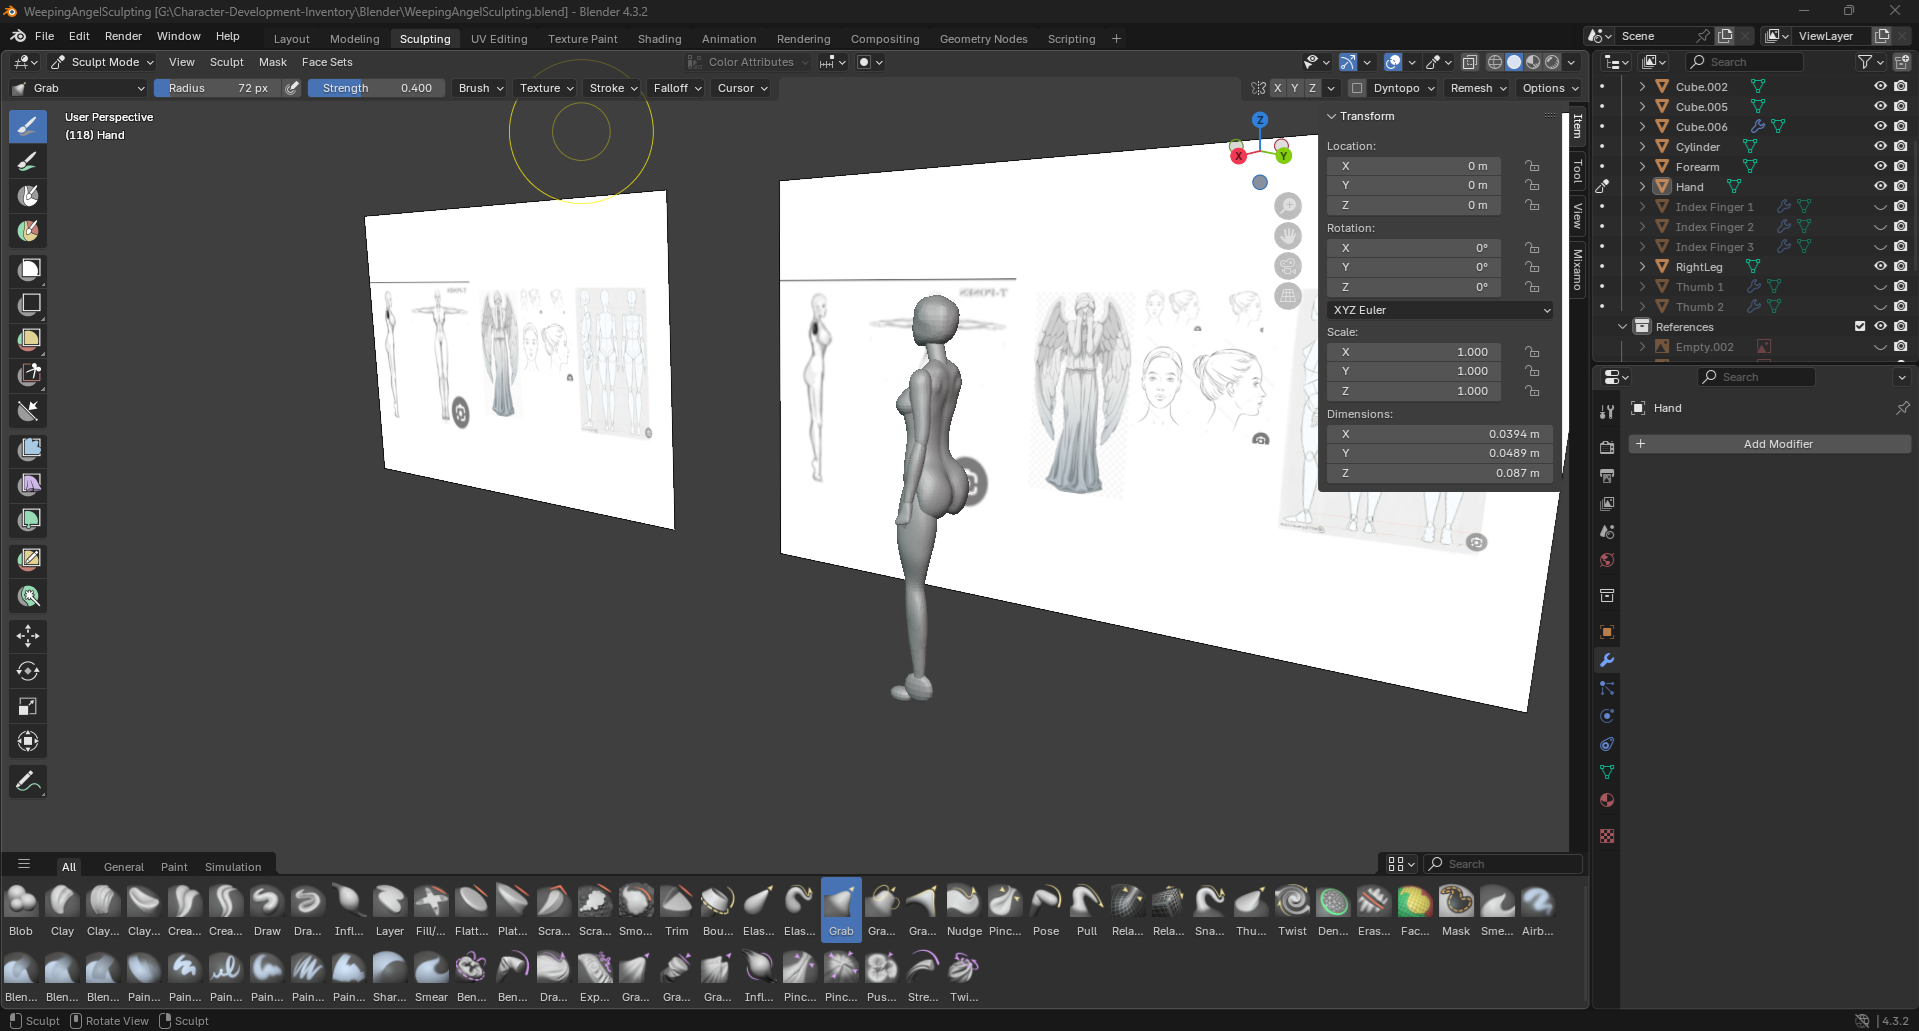 WeepingAngelSculpting [G:\Character-Development-Inventory\Blender\WeepingAngelSculpting.blend] - Blender 4.3.2
File Edit Render Window Help Layout Modeling Sculpting UV Editing Texture Paint Shading Animation Rendering Compositing Geometry Nodes Scripting + Scene ViewLayer
Sculpt Mode View Sculpt Mask Face Sets Color Attributes Search
Grab Radius 72 px Strength 0.400 Brush Texture Stroke Falloff Cursor X Y Z Dyntopo Remesh Options
User Perspective
(118) Hand
Z
X
Y
Transform
Location:
X 0 m
Y 0 m
Z 0 m
Rotation:
X 0°
Y 0°
Z 0°
XYZ Euler
Scale:
X 1.000
Y 1.000
Z 1.000
Dimensions:
X 0.0394 m
Y 0.0489 m
Z 0.087 m
Item
Tool
View
Mixamo
Cube.002
Cube.005
Cube.006
Cylinder
Forearm
Hand
Index Finger 1
Index Finger 2
Index Finger 3
RightLeg
Thumb 1
Thumb 2
References
Empty.002
Search
Hand
+ Add Modifier
All General Paint Simulation Search
Blob Clay Clay... Clay... Crea... Crea... Draw Dra... Infl... Layer Fill/... Flatt... Plat... Scra... Scra... Smo... Trim Bou... Elas... Elas... Grab Gra... Gra... Nudge Pinc... Pose Pull Rela... Rela... Sna... Thu... Twist Den... Eras... Fac... Mask Sme... Airb...
Blen... Blen... Blen... Pain... Pain... Pain... Pain... Pain... Pain... Shar... Smear Ben... Ben... Dra... Exp... Gra... Gra... Gra... Infl... Pinc... Pinc... Pus... Stre... Twi...
Sculpt Rotate View Sculpt 4.3.2